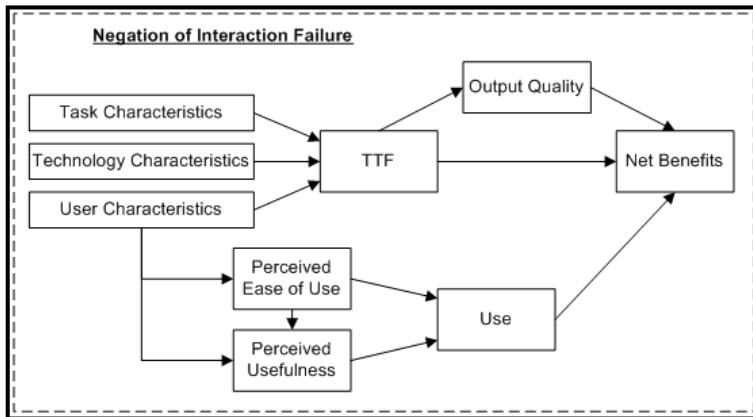 Negation of Interaction Failure
Output Quality
Task Characteristics
Technology Characteristics
TTF
Net Benefits
User Characteristics
Perceived
Ease of Use
Use
Perceived
Usefulness